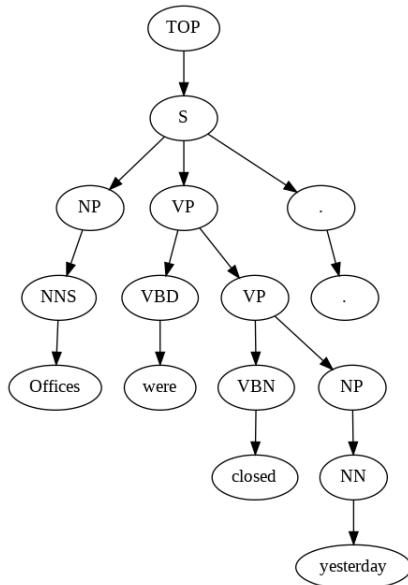 TOP
S
NP VP .
NNS VBD VP .
Offices were VBN NP
closed NN
yesterday